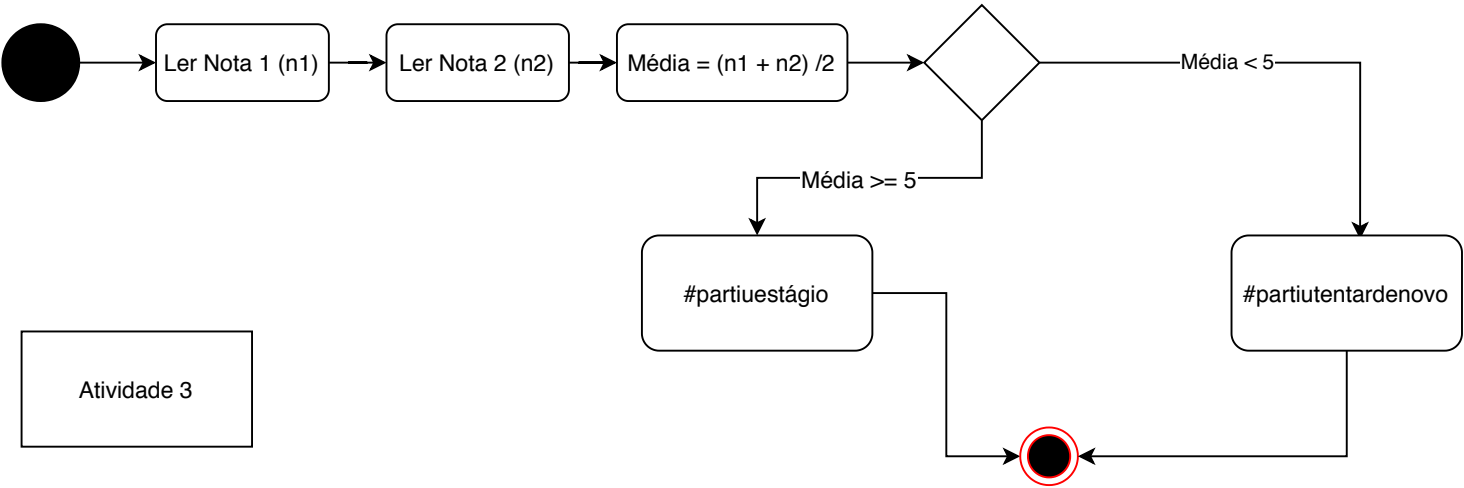 Ler Nota 1 (n1)
Ler Nota 2 (n2)
Média = (n1 + n2) /2
Média < 5
Média >= 5
#partiuestágio
#partiutentardenovo
Atividade 3